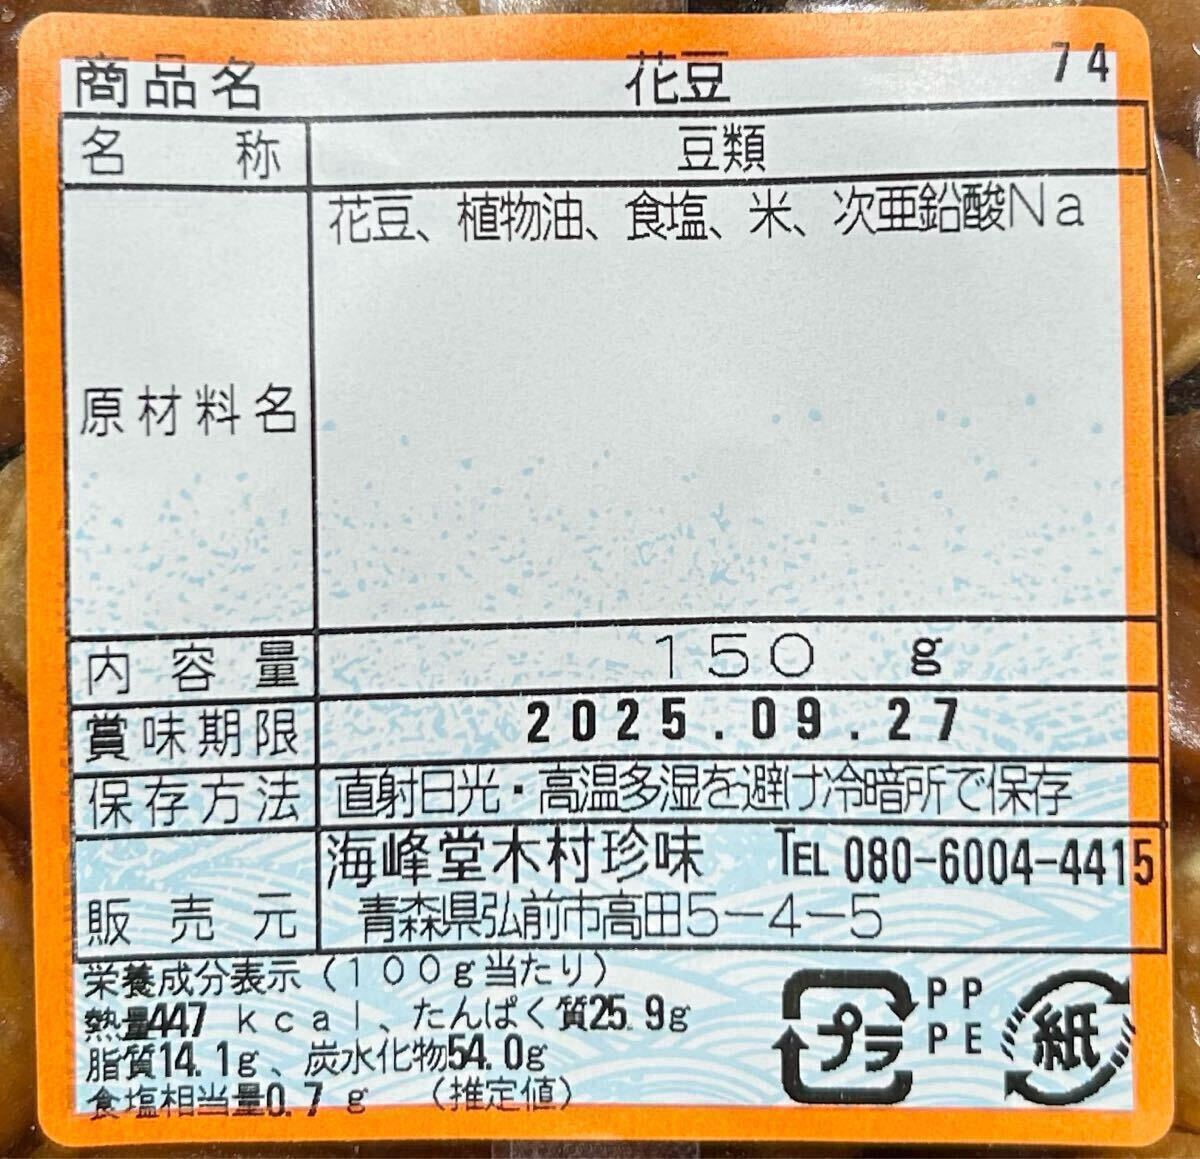 商品名 花豆 74
名 称 豆類
原材料名 花豆、植物油、食塩、米、次亜鉛酸Na
内容量 150 g
賞味期限 2025.09.27
保存方法 直射日光・高温多湿を避け冷暗所で保存
販売元 海峰堂木村珍味 TEL 080-6004-4415
青森県弘前市高田5-4-5
栄養成分表示(100g当たり)
熱量447 kcal、たんぱく質25.9g
脂質14.1g、炭水化物54.0g
食塩相当量0.7 g (推定値)
プラ
PP
PE
紙